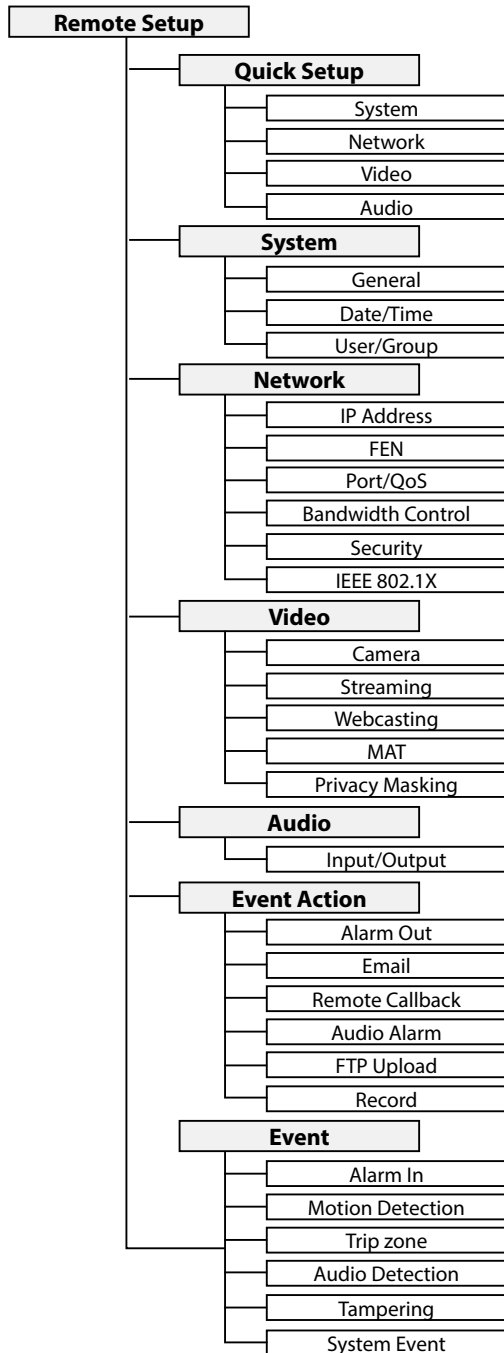 Remote Setup
Quick Setup
System
Network
Video
Audio
System
General
Date/Time
User/Group
Network
IP Address
FEN
Port/QoS
Bandwidth Control
Security
IEEE 802.1X
Video
Camera
Streaming
Webcasting
MAT
Privacy Masking
Audio
Input/Output
Event Action
Alarm Out
Email
Remote Callback
Audio Alarm
FTP Upload
Record
Event
Alarm In
Motion Detection
Trip zone
Audio Detection
Tampering
System Event